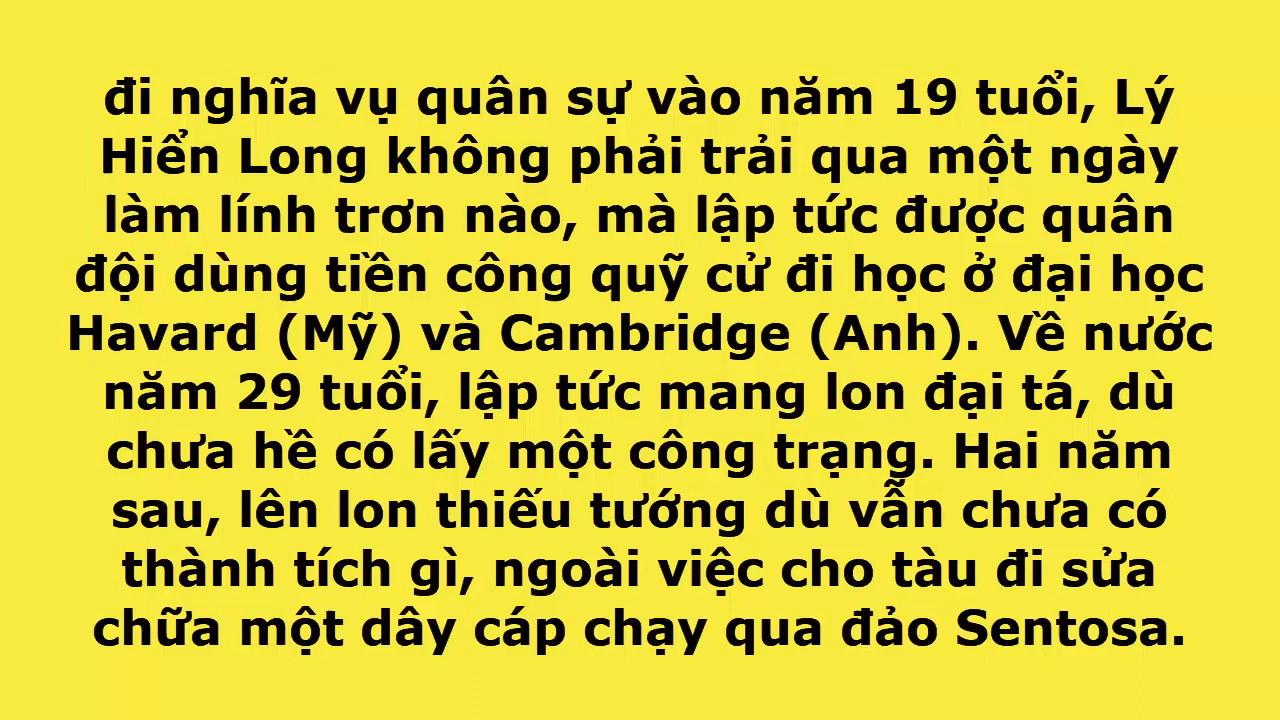 đi nghĩa vụ quân sự vào năm 19 tuổi, Lý
Hiển Long không phải trải qua một ngày
làm lính trơn nào, mà lập tức được quân
đội dùng tiền công quỹ cử đi học ở đại học
Havard (Mỹ) và Cambridge (Anh). Về nước
năm 29 tuổi, lập tức mang lon đại tá, dù
chưa hề có lấy một công trạng. Hai năm
sau, lên lon thiếu tướng dù vẫn chưa có
thành tích gì, ngoài việc cho tàu đi sửa
chữa một dây cáp chạy qua đảo Sentosa.